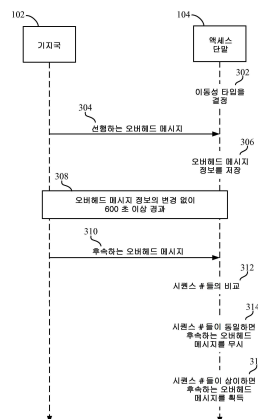 102
기지국
104
액세스
단말
302
이동성 타입을
결정
304
선행하는 오버헤드 메시지
306
오버헤드 메시지
정보를 저장
308
오버헤드 메시지 정보의 변경 없이
600 초 이상 경과
310
후속하는 오버헤드 메시지
312
시퀀스 #들의 비교
314
시퀀스 #들이 동일하면
후속하는 오버헤드
메시지를 무시
31
시퀀스 #들이 상이하면
후속하는 오버헤드
메시지를 획득